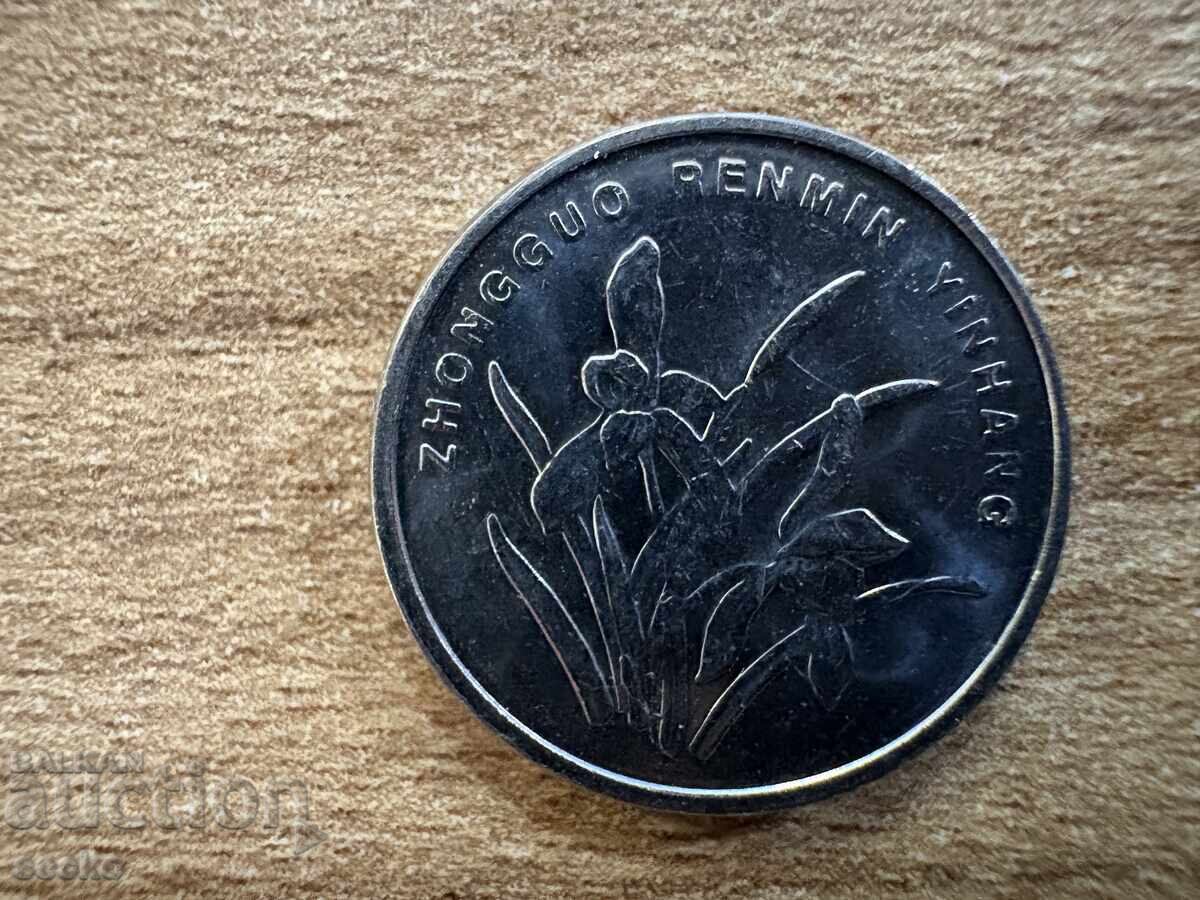 ZHONGGUO RENMIN YINHANG
BALKAN
auction
seeko